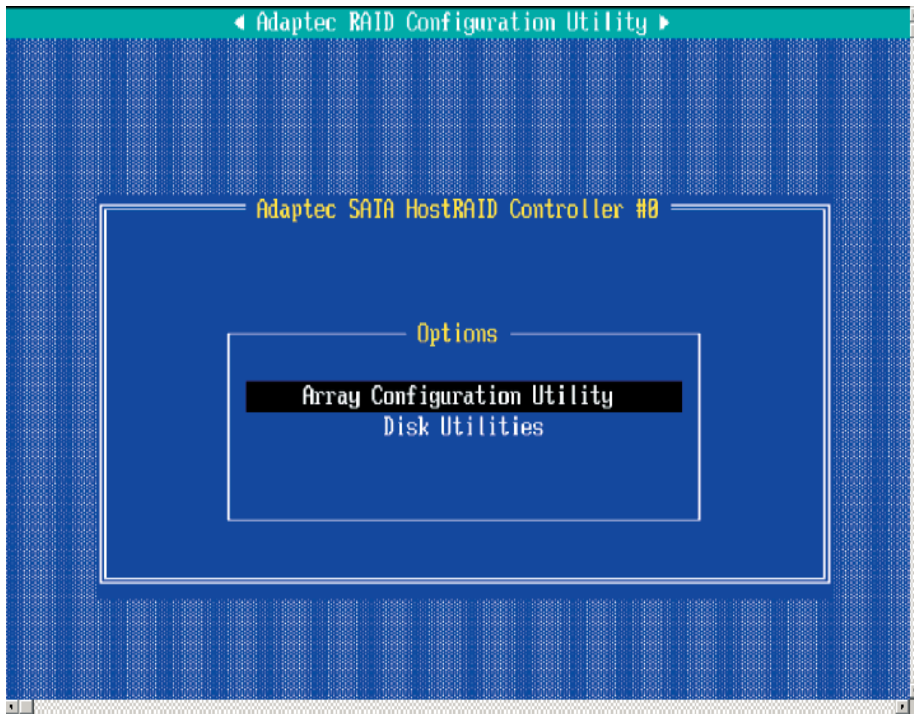 Adaptec RAID Configuration Utility
Adaptec SATA HostRAID Controller #0
Options
Array Configuration Utility
Disk Utilities